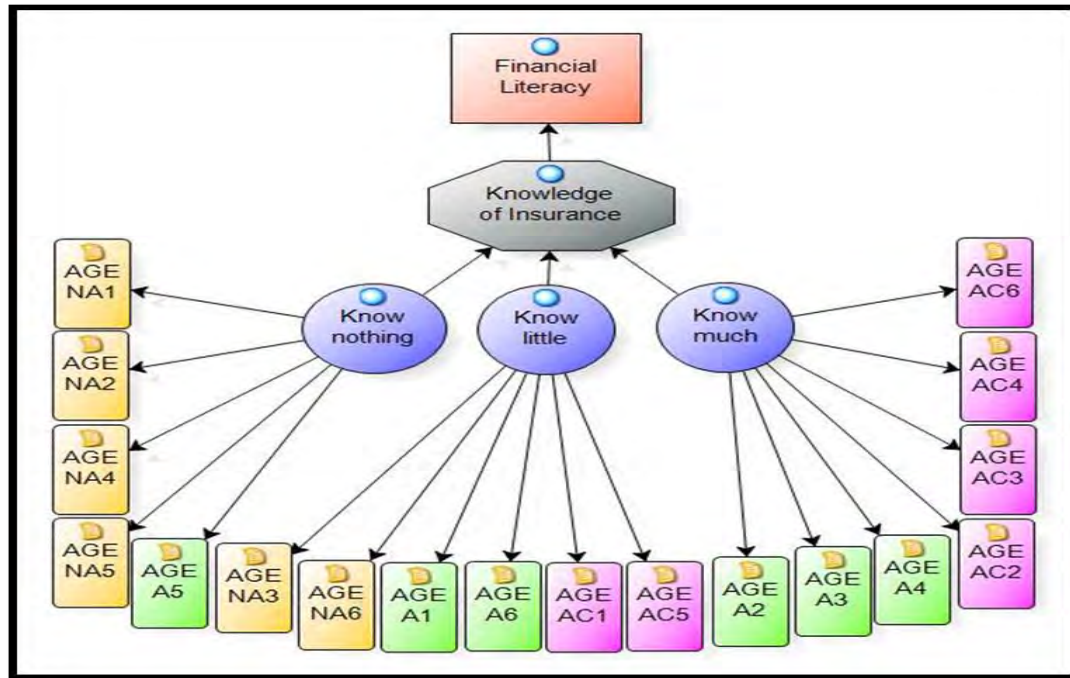 Financial
Literacy
Knowledge
of Insurance
Know
nothing
Know
little
Know
much
AGE
NA1
AGE
NA2
AGE
NA4
AGE
NA5
AGE
A5
AGE
NA3
AGE
NA6
AGE
A1
AGE
A6
AGE
AC1
AGE
AC5
AGE
A2
AGE
A3
AGE
A4
AGE
AC2
AGE
AC3
AGE
AC4
AGE
AC6